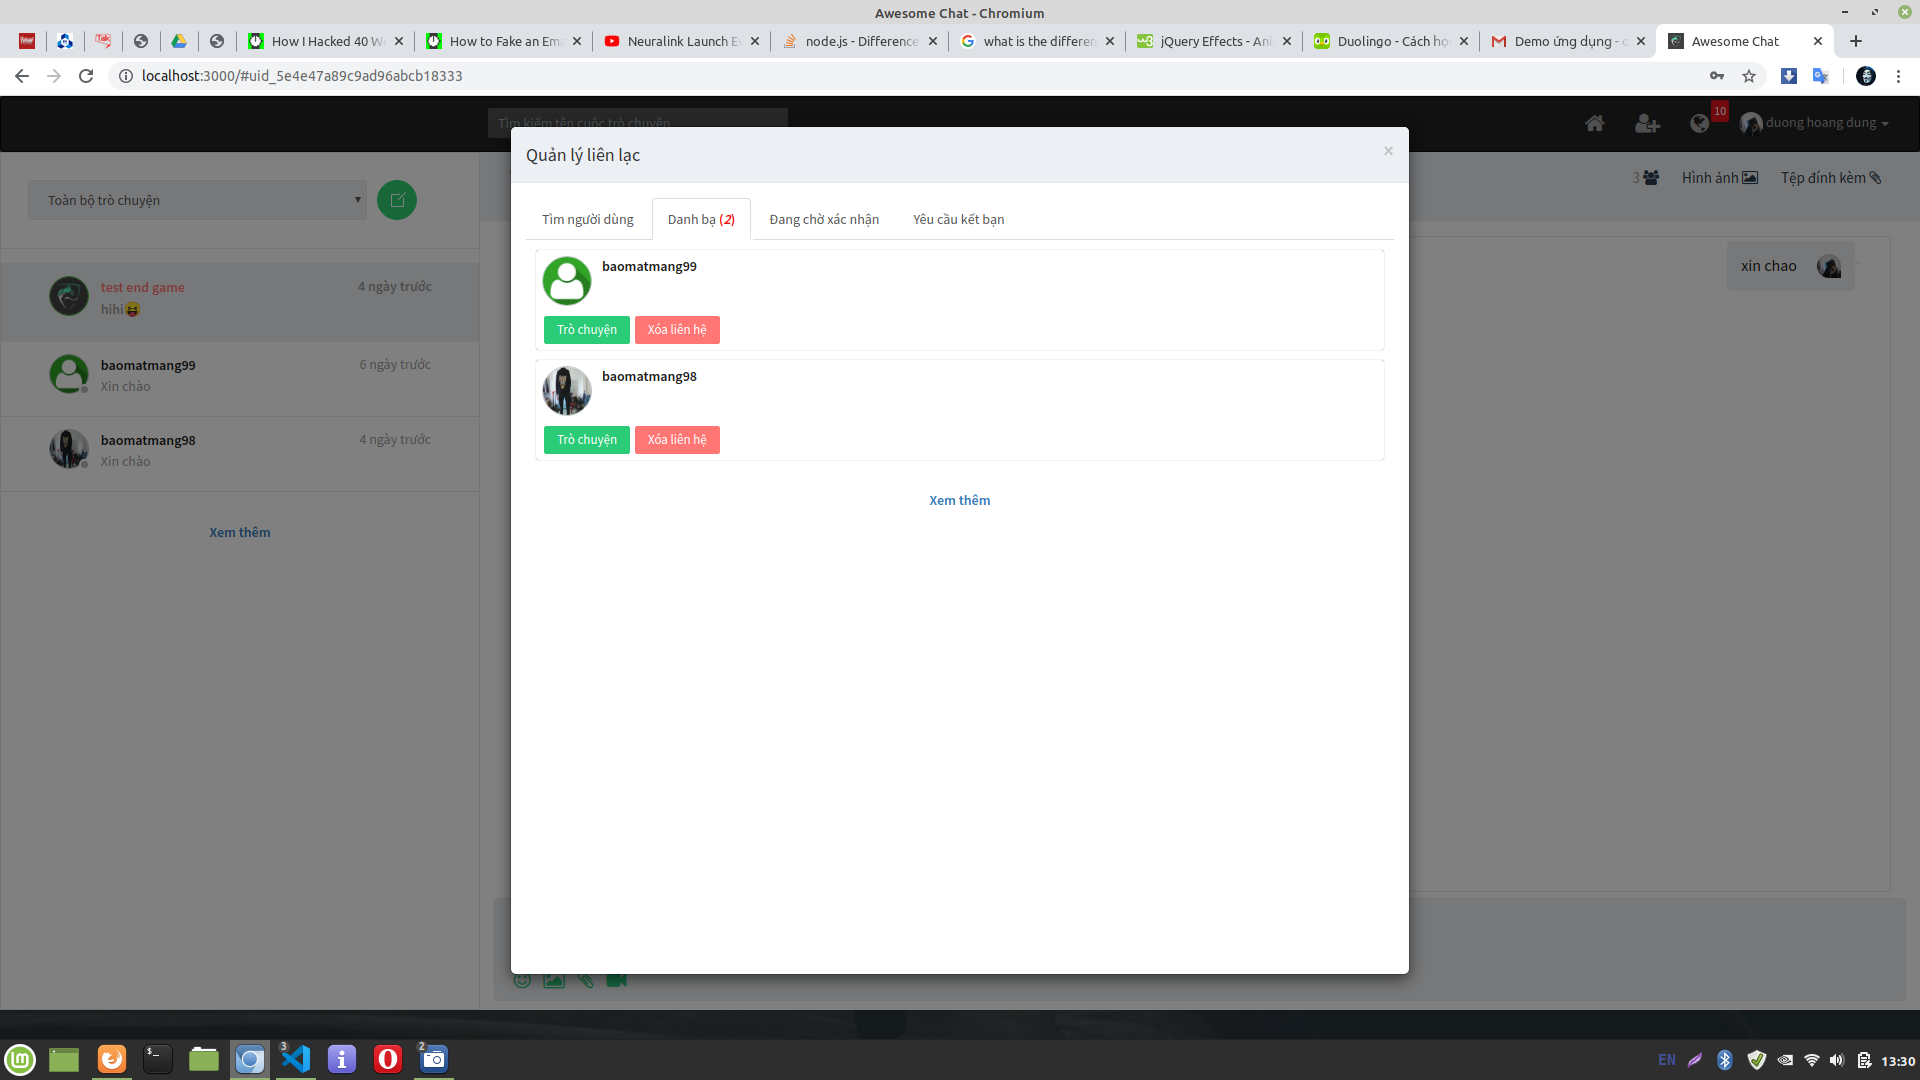 Awesome Chat - Chromium
How I Hacked 40 W
How to Fake an Ema
Neuralink Launch E
node.js - Difference
what is the differen
jQuery Effects - Ani
Duolingo - Cách họ
Demo ứng dụng - d
Awesome Chat
localhost:3000/#uid_5e4e47a89c9ad96abcb18333
Tìm kiếm tên cuộc trò chuyện
10
duong hoang dung
Quản lý liên lạc
×
Toàn bộ trò chuyện
3
Hình ảnh
Tệp đính kèm
Tìm người dùng
Danh bạ (2)
Đang chờ xác nhận
Yêu cầu kết bạn
test end game
4 ngày trước
hihi😝
baomatmang99
6 ngày trước
Xin chào
baomatmang98
4 ngày trước
Xin chào
Xem thêm
baomatmang99
Trò chuyện
Xóa liên hệ
baomatmang98
Trò chuyện
Xóa liên hệ
Xem thêm
xin chao
3
2
EN
13:30